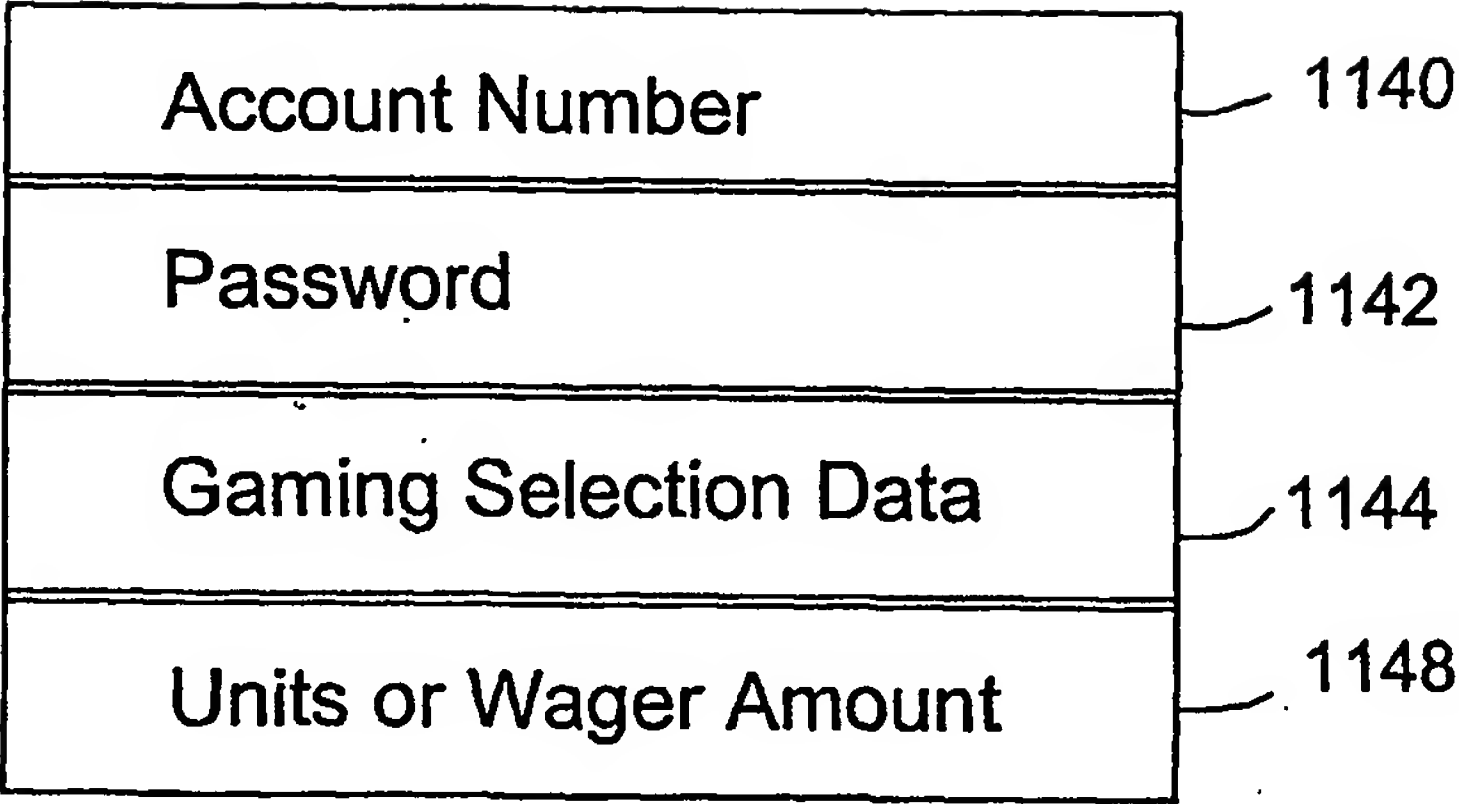 Account Number 1140
Password 1142
Gaming Selection Data 1144
Units or Wager Amount 1148